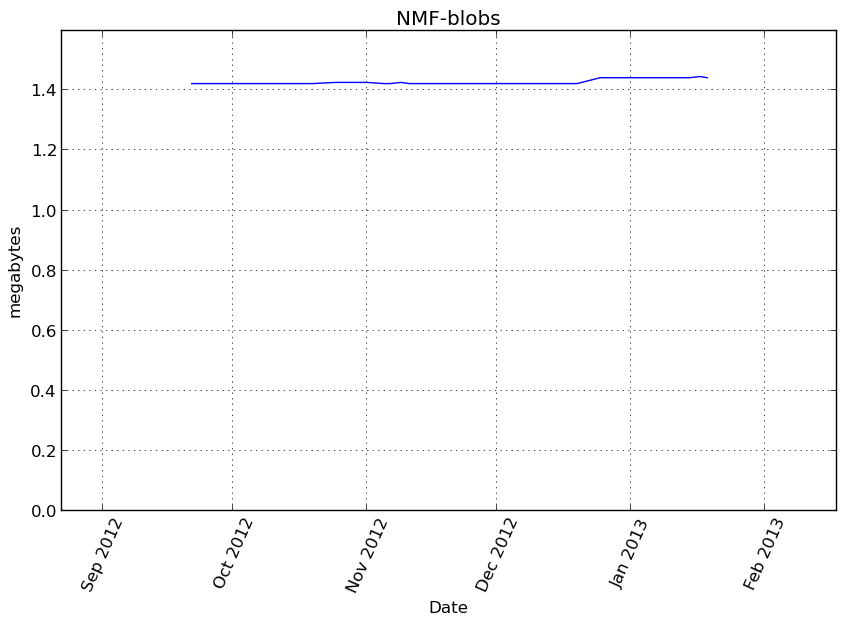 NMF-blobs
megabytes
1.4
1.2
1.0
0.8
0.6
0.4
0.2
0.0
Sep 2012
Oct 2012
Nov 2012
Dec 2012
Jan 2013
Feb 2013
Date